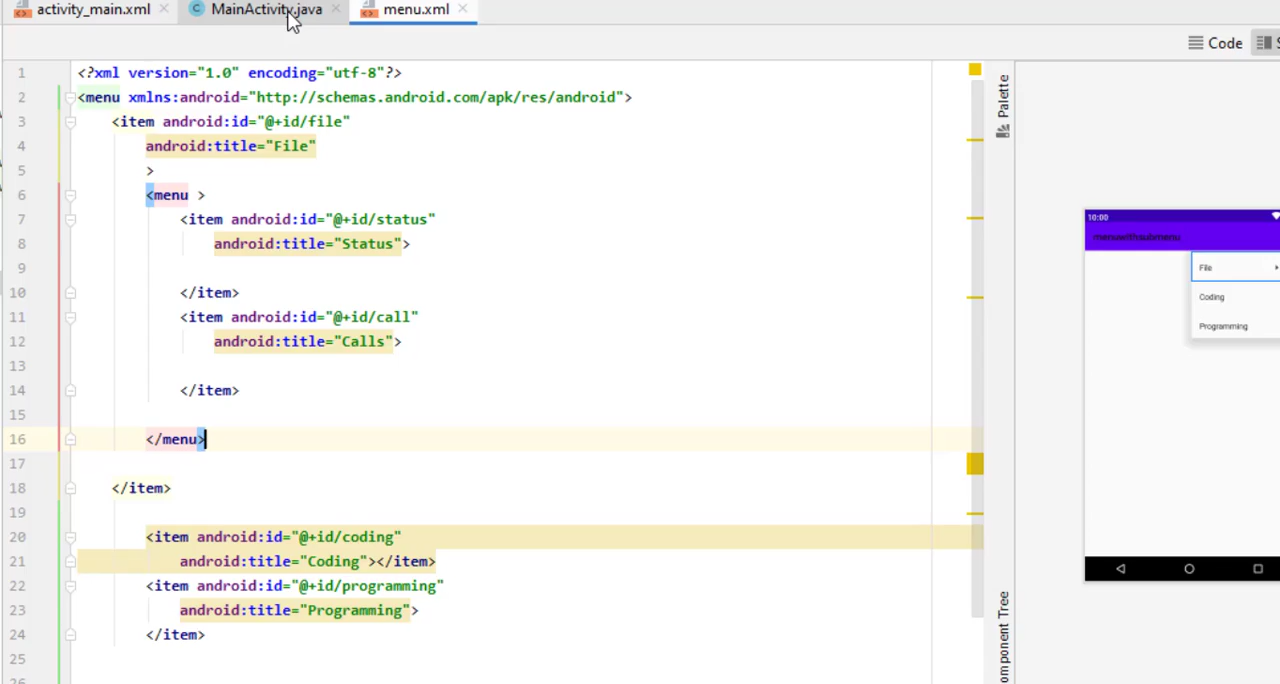 activity_main.xml MainActivity.java menu.xml
Code
1 <?xml version="1.0" encoding="utf-8"?>
2 <menu xmlns:android="http://schemas.android.com/apk/res/android">
3 <item android:id="@+id/file"
4 android:title="File"
5 >
6 <menu >
7 <item android:id="@+id/status"
8 android:title="Status">
9
10 </item>
11 <item android:id="@+id/call"
12 android:title="Calls">
13
14 </item>
15
16 </menu>
17
18 </item>
19
20 <item android:id="@+id/coding"
21 android:title="Coding"></item>
22 <item android:id="@+id/programming"
23 android:title="Programming">
24 </item>
25
26
Palette
10:00
menuwithsubmenu
File
Coding
Programming
omponent Tree